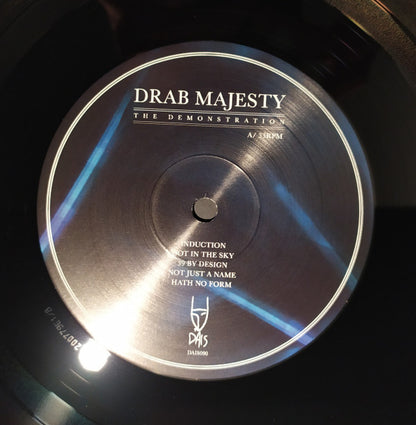 DRAB MAJESTY
THE DEMONSTRATION
A/ 33RPM
INDUCTION
NOT IN THE SKY
39 BY DESIGN
NOT JUST A NAME
HATH NO FORM
DAIS
DAIS090